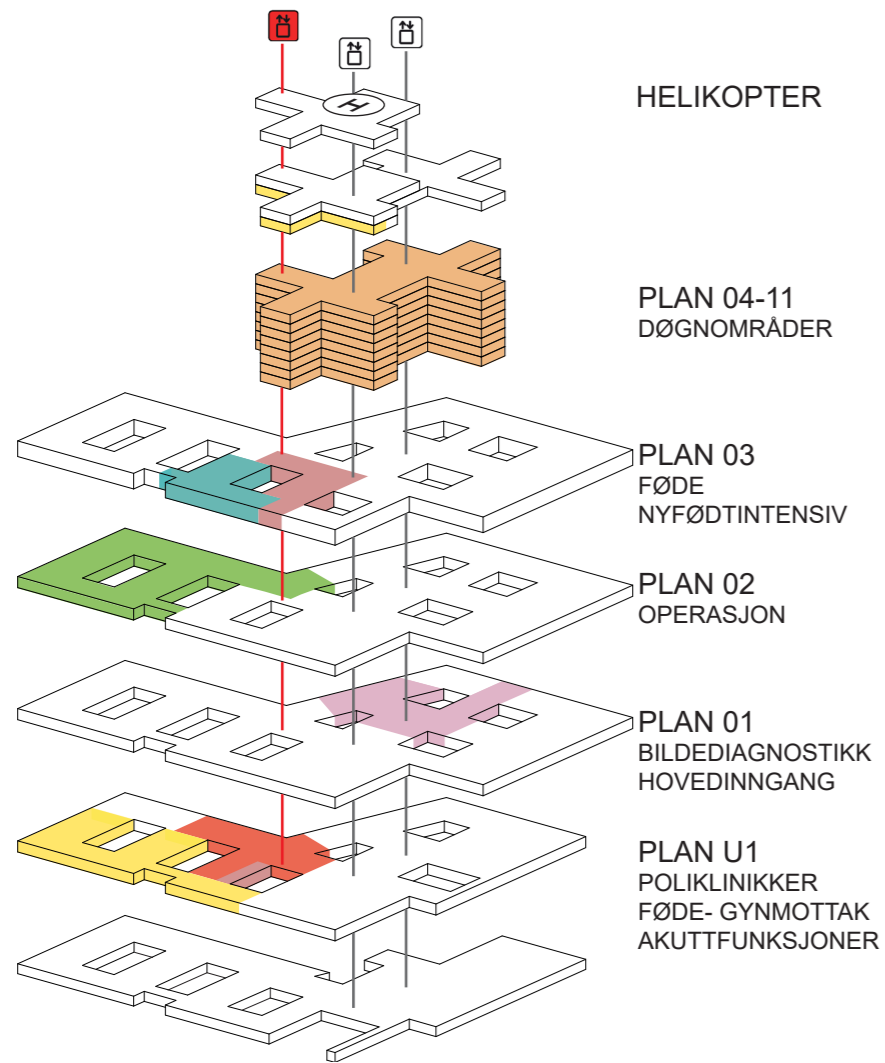 HELIKOPTER
H
PLAN 04-11
DØGNOMRÅDER
PLAN 03
FØDE
NYFØDTINTENSIV
PLAN 02
OPERASJON
PLAN 01
BILDEDIAGNOSTIKK
HOVEDINNGANG
PLAN U1
POLIKLINIKKER
FØDE- GYNMOTTAK
AKUTTFUNKSJONER